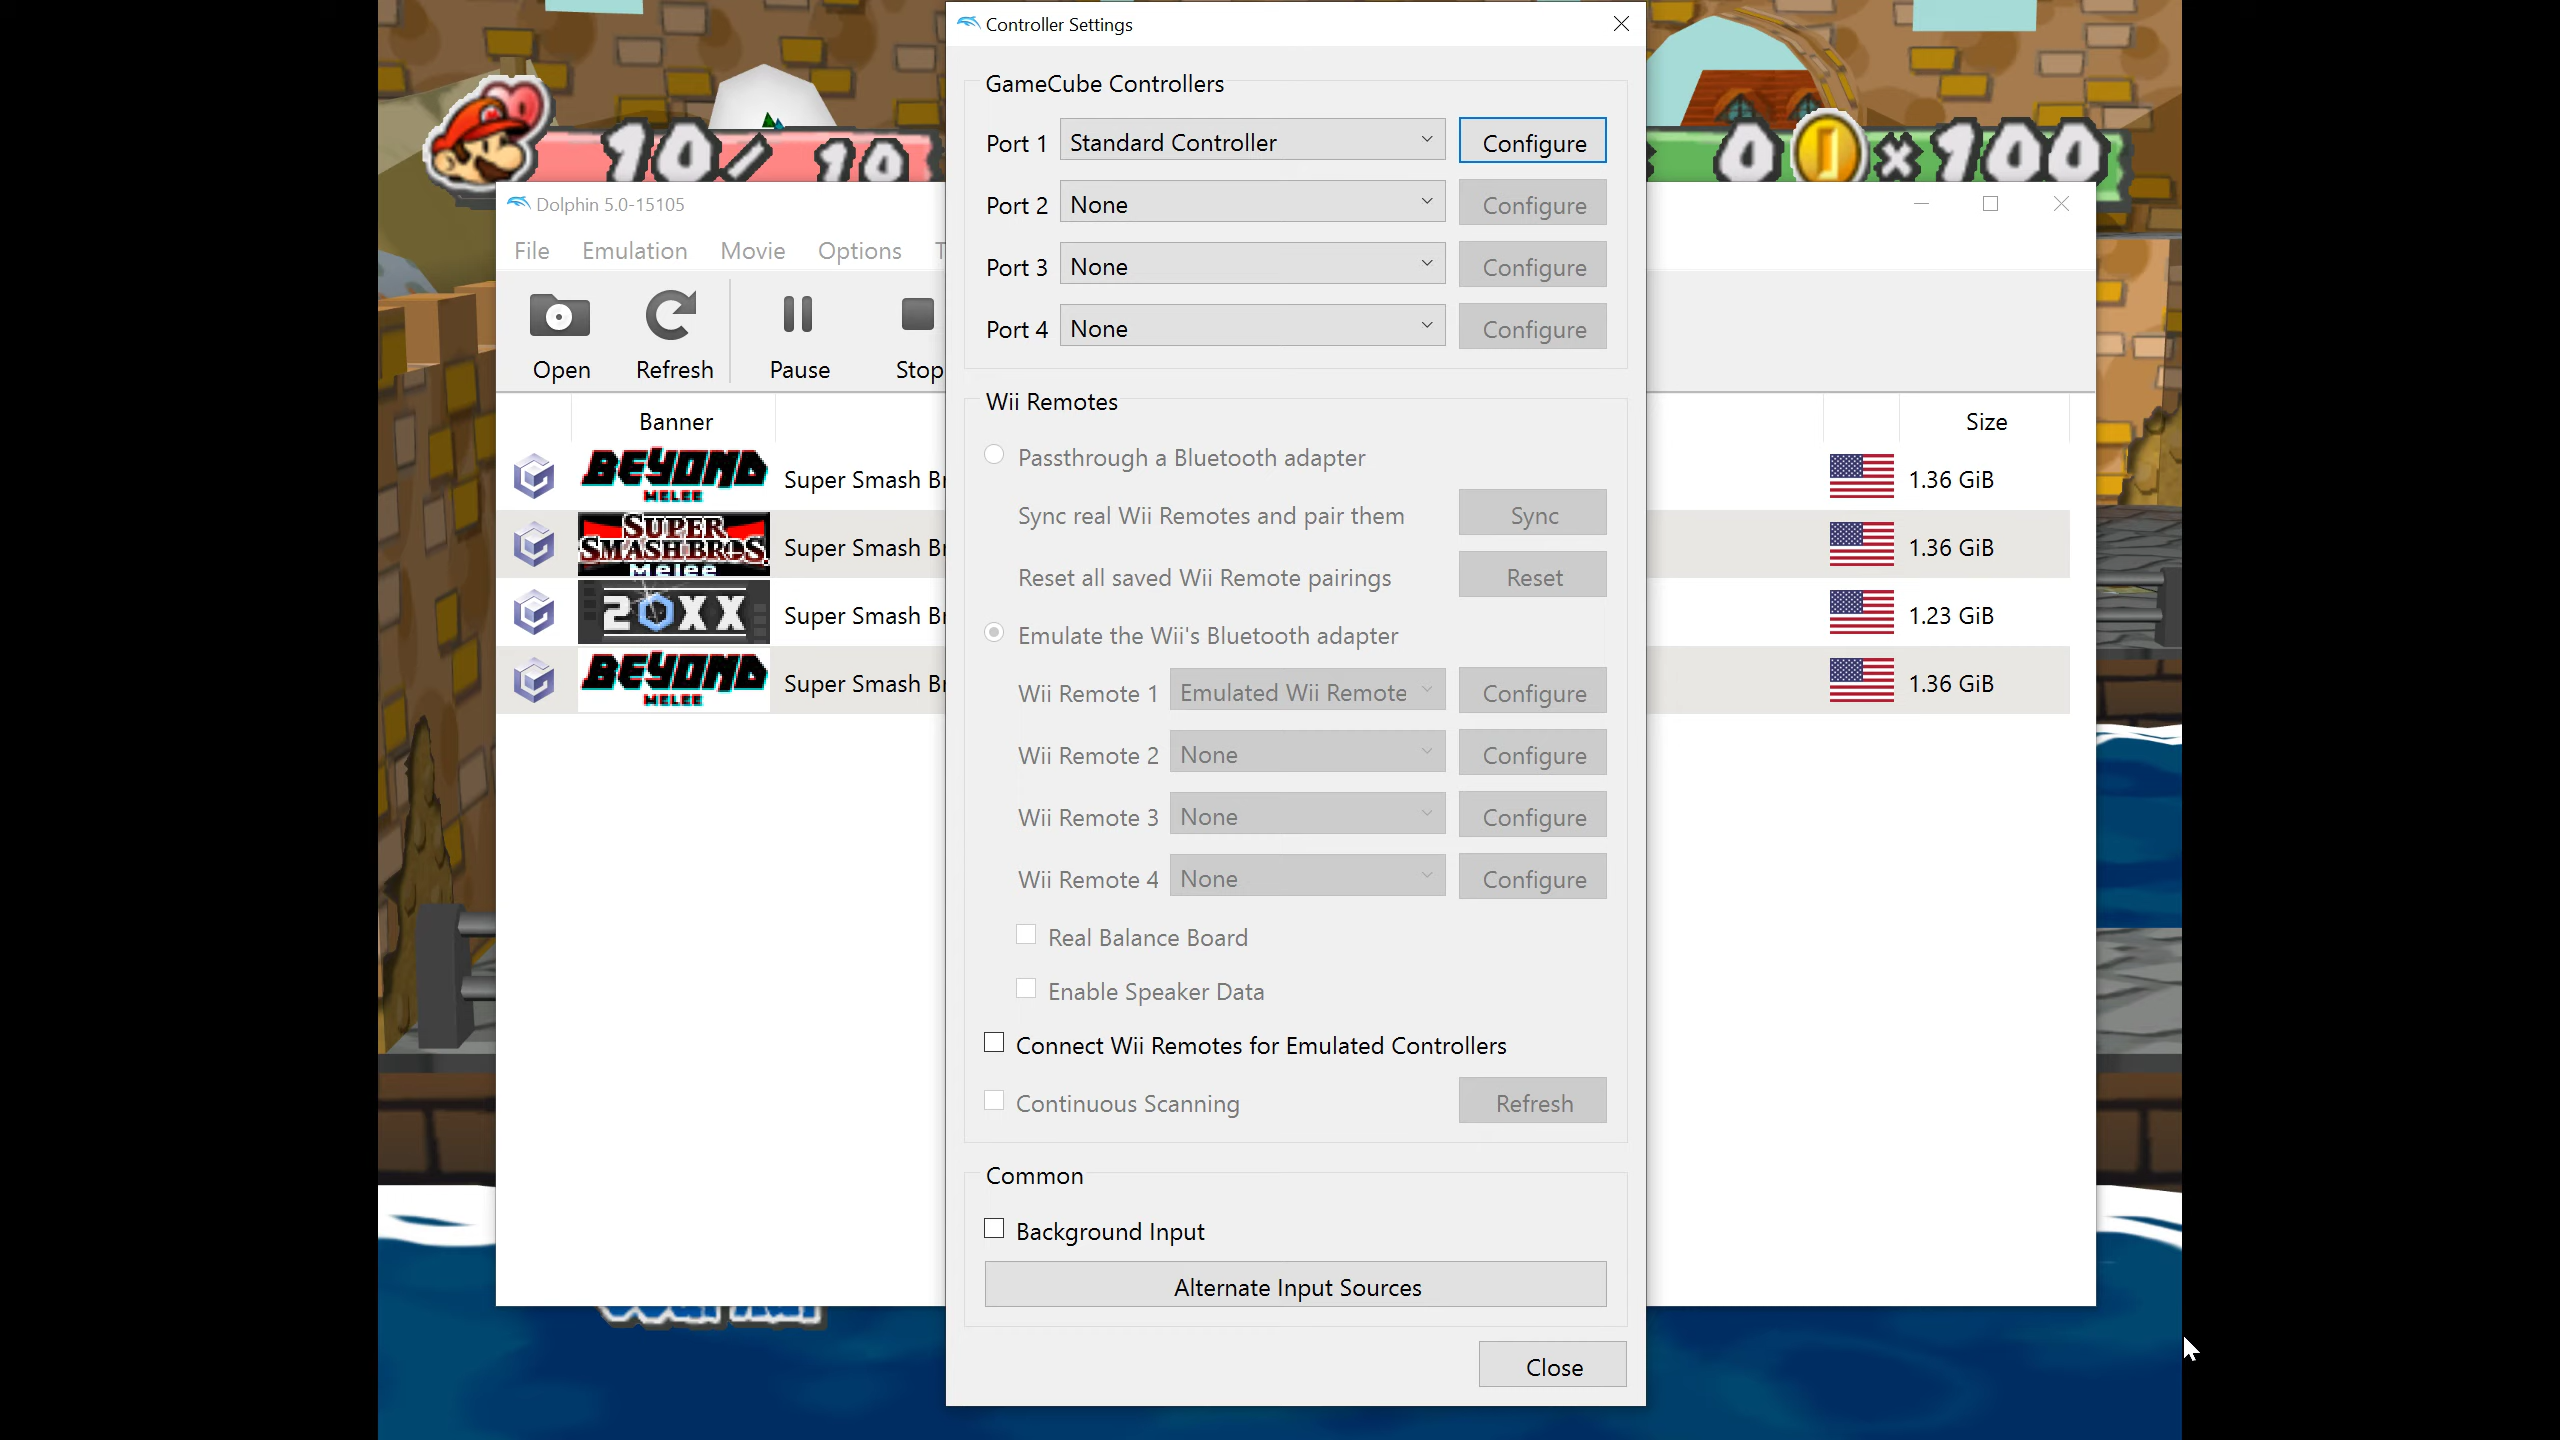 Controller Settings
GameCube Controllers
Port 1 Standard Controller Configure
Port 2 None Configure
Port 3 None Configure
Port 4 None Configure
Wii Remotes
Passthrough a Bluetooth adapter
Sync real Wii Remotes and pair them Sync
Reset all saved Wii Remote pairings Reset
Emulate the Wii's Bluetooth adapter
Wii Remote 1 Emulated Wii Remote Configure
Wii Remote 2 None Configure
Wii Remote 3 None Configure
Wii Remote 4 None Configure
Real Balance Board
Enable Speaker Data
Connect Wii Remotes for Emulated Controllers
Continuous Scanning Refresh
Common
Background Input
Alternate Input Sources
Close
10/ 10
0 x 100
Dolphin 5.0-15105
File Emulation Movie Options
Open Refresh Pause Stop
Banner Size
BEYOND
MELEE
Super Smash 1.36 GiB
SUPER
SMASH BROS.
Melee
Super Smash 1.36 GiB
20XX
Super Smash 1.23 GiB
BEYOND
MELEE
Super Smash 1.36 GiB